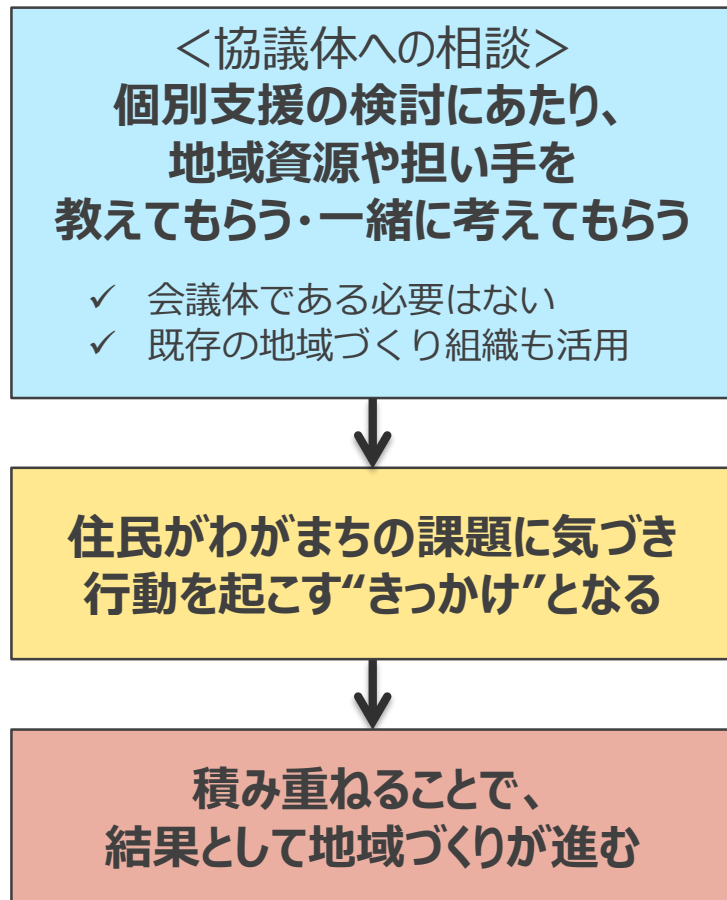 ＜協議体への相談＞
個別支援の検討にあたり、
地域資源や担い手を
教えてもらう・一緒に考えてもらう
✓ 会議体である必要はない
✓ 既存の地域づくり組織も活用
住民がわがまちの課題に気づき
行動を起こす“きっかけ”となる
積み重ねることで、
結果として地域づくりが進む